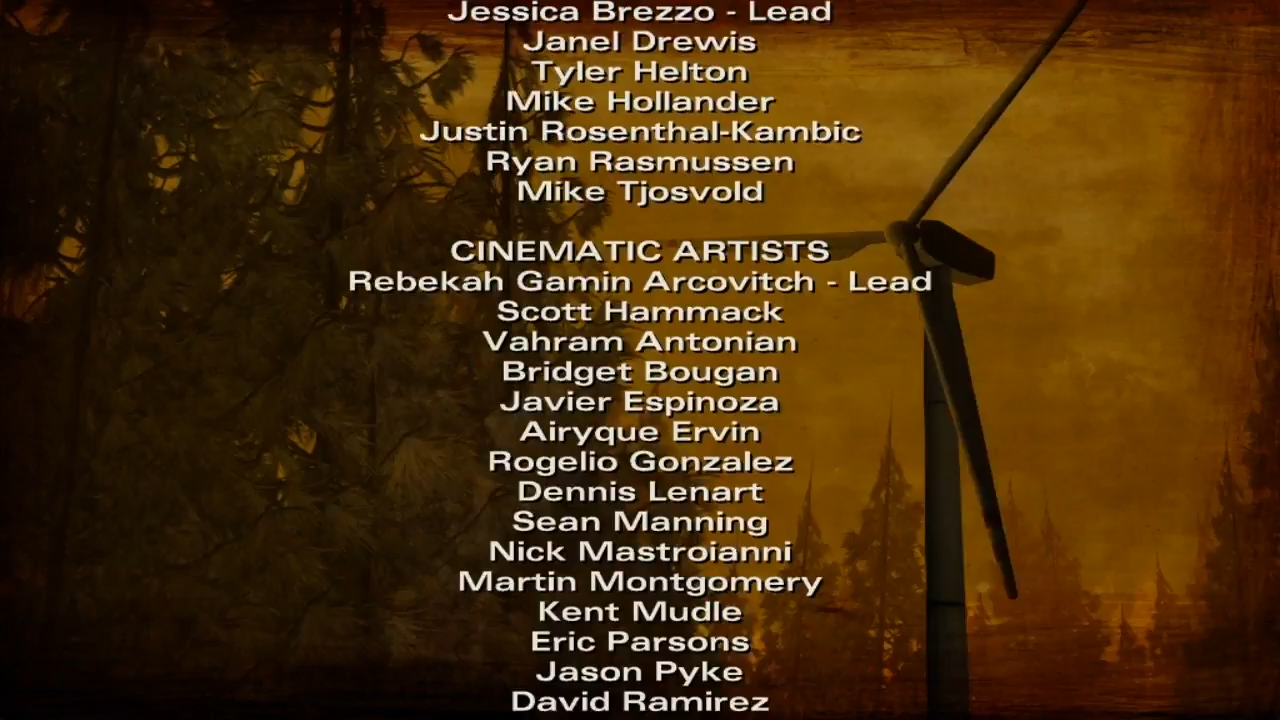 Jessica Brezzo - Lead
Janel Drewis
Tyler Helton
Mike Hollander
Justin Rosenthal-Kambic
Ryan Rasmussen
Mike Tjosvold
CINEMATIC ARTISTS
Rebekah Gamin Arcovitch - Lead
Scott Hammack
Vahram Antonian
Bridget Bougan
Javier Espinoza
Airyque Ervin
Rogelio Gonzalez
Dennis Lenart
Sean Manning
Nick Mastroianni
Martin Montgomery
Kent Mudle
Eric Parsons
Jason Pyke
David Ramirez